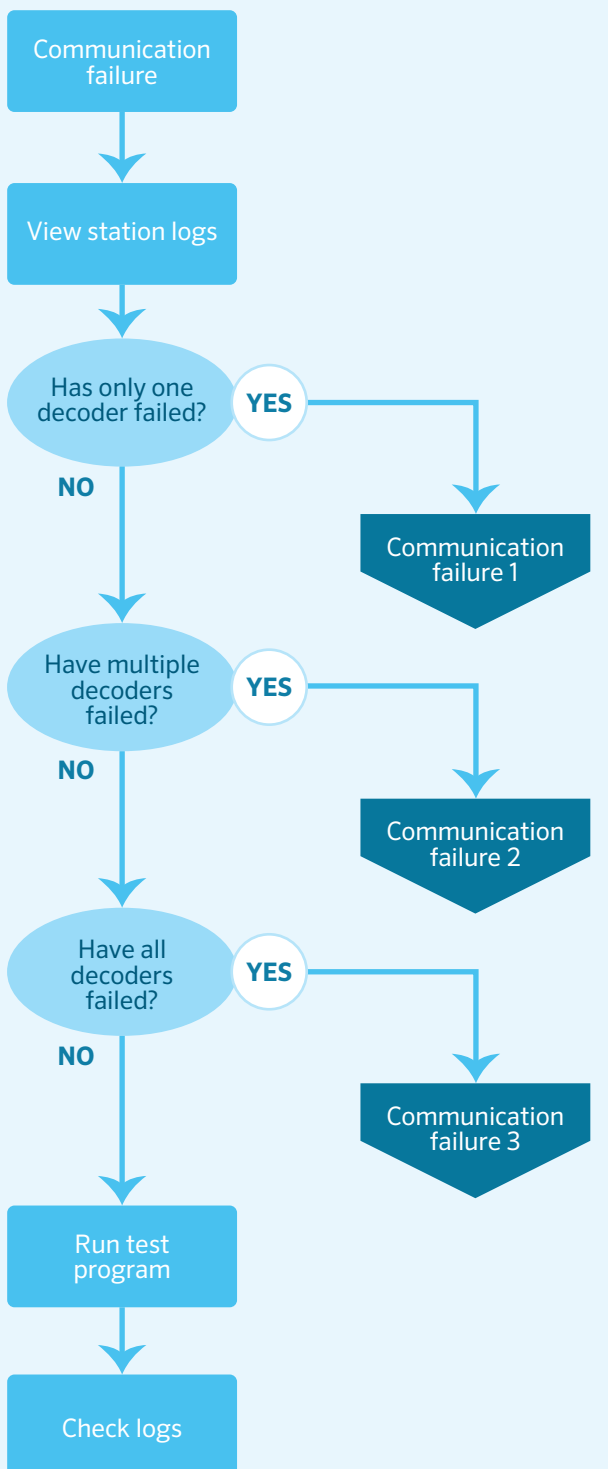 Communication
failure
View station logs
Has only one
decoder failed?
YES
NO
Communication
failure 1
Have multiple
decoders
failed?
YES
NO
Communication
failure 2
Have all
decoders
failed?
YES
NO
Communication
failure 3
Run test
program
Check logs